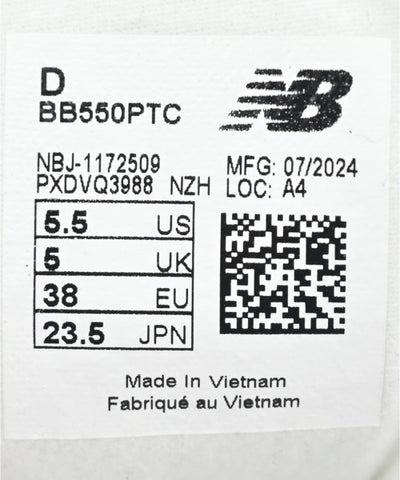 D
BB550PTC
NB
NBJ-1172509
PXDVQ3988 NZH
MFG: 07/2024
LOC: A4
5.5 US
5 UK
38 EU
23.5 JPN
Made In Vietnam
Fabriqué au Vietnam